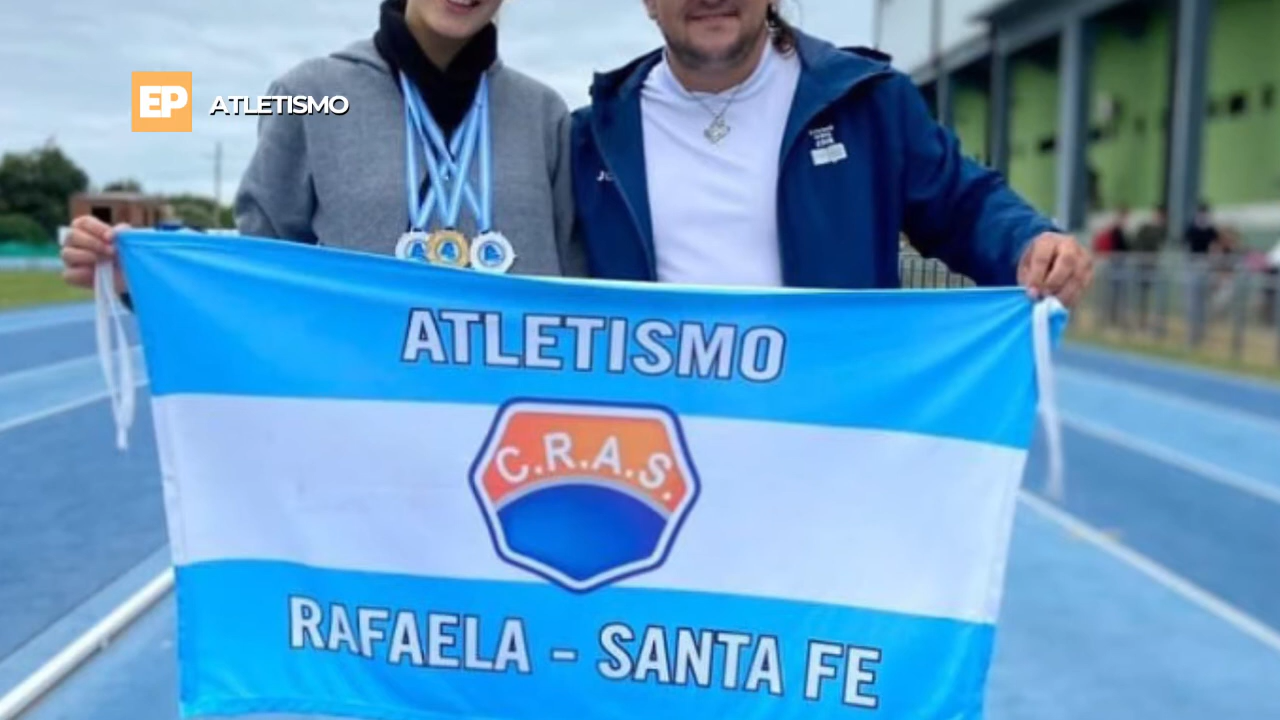 EP ATLETISMO
ATLETISMO
C.R.A.S.
RAFAELA - SANTA FE